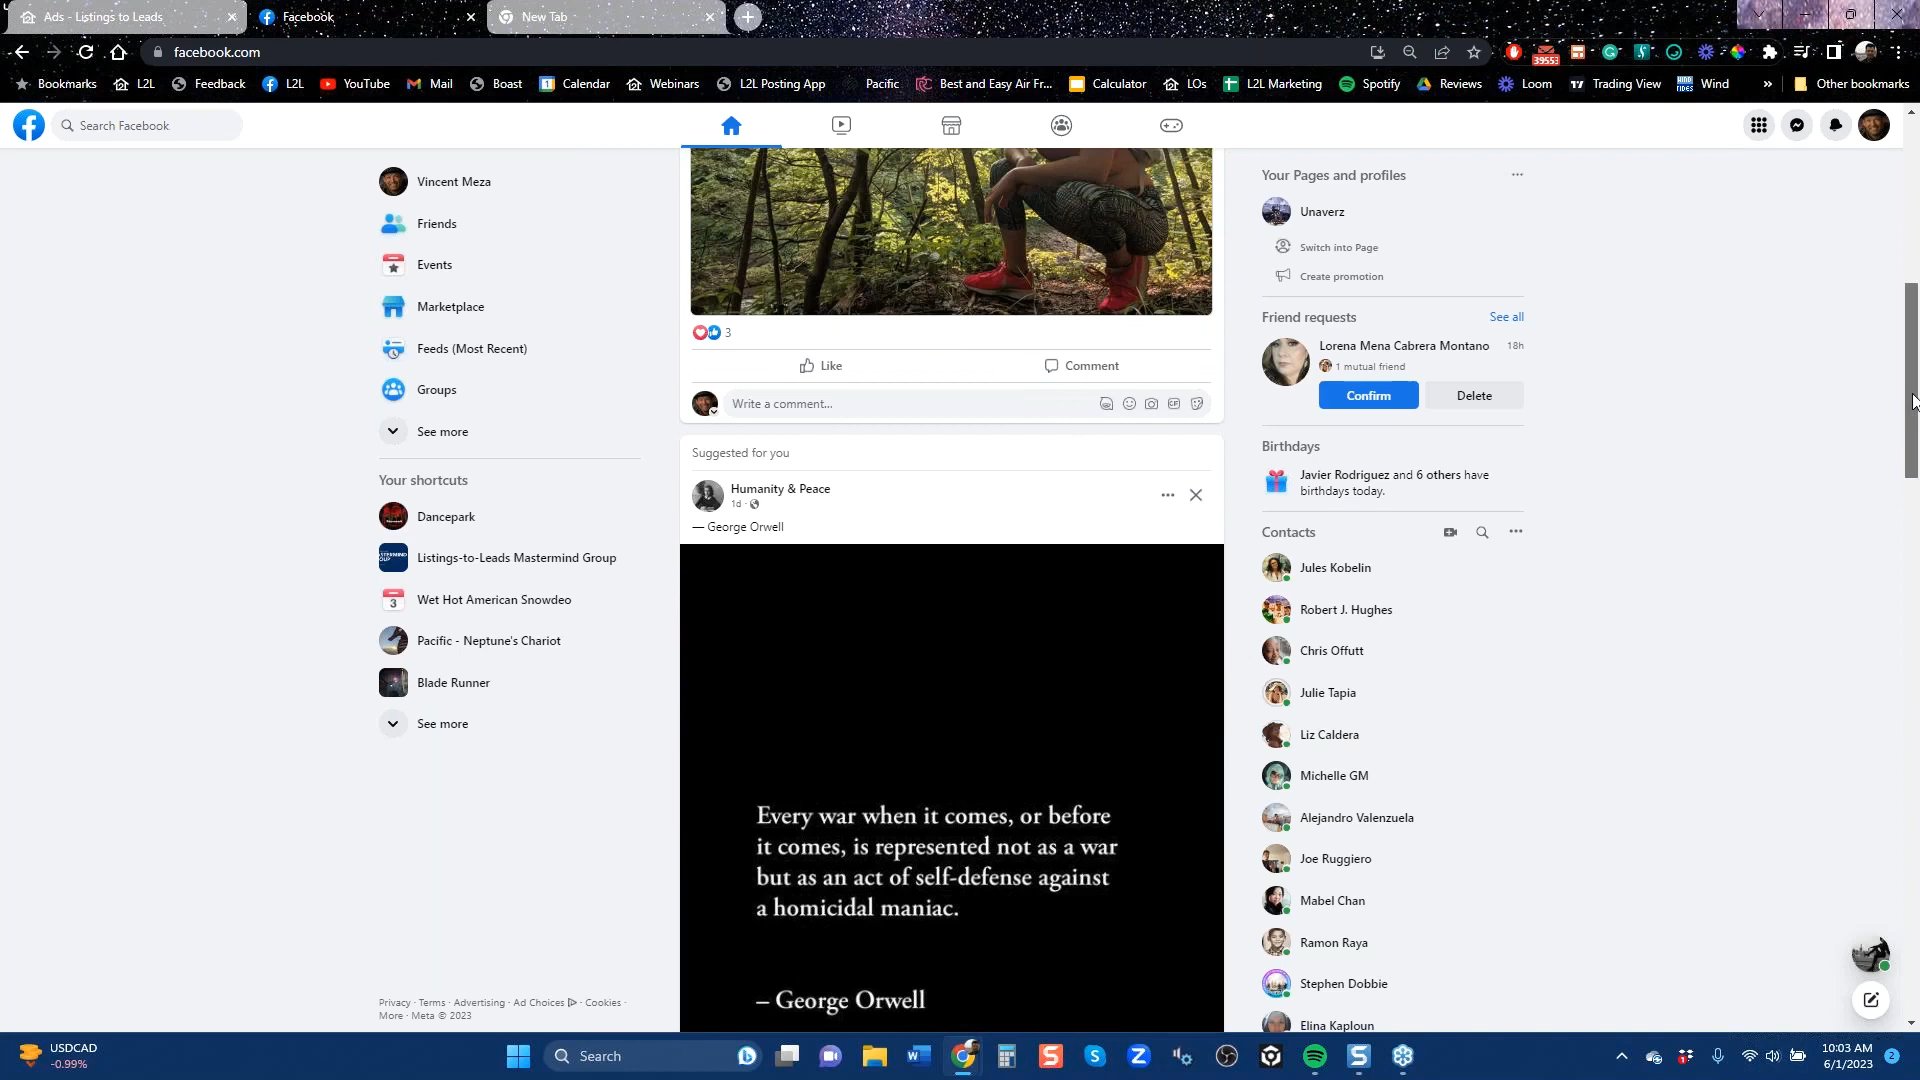 Ads - Listings to Leads
Facebook
New Tab
facebook.com
39553
Bookmarks
L2L
Feedback
L2L
YouTube
Mail
Boast
Calendar
Webinars
L2L Posting App
Pacific
Best and Easy Air Fr...
Calculator
LOs
L2L Marketing
Spotify
Reviews
Loom
Trading View
Wind
»
Other bookmarks
Search Facebook
Vincent Meza
Friends
Events
Marketplace
Feeds (Most Recent)
Groups
See more
Your shortcuts
Dancepark
Listings-to-Leads Mastermind Group
Wet Hot American Snowdeo
Pacific - Neptune's Chariot
Blade Runner
See more
Privacy · Terms · Advertising · Ad Choices · Cookies ·
More · Meta © 2023
3
Like
Comment
Write a comment...
Suggested for you
Humanity & Peace
1d ·
— George Orwell
Every war when it comes, or before
it comes, is represented not as a war
but as an act of self-defense against
a homicidal maniac.
– George Orwell
Your Pages and profiles
Unaverz
Switch into Page
Create promotion
Friend requests
See all
Lorena Mena Cabrera Montano
18h
1 mutual friend
Confirm
Delete
Birthdays
Javier Rodriguez and 6 others have
birthdays today.
Contacts
Jules Kobelin
Robert J. Hughes
Chris Offutt
Julie Tapia
Liz Caldera
Michelle GM
Alejandro Valenzuela
Joe Ruggiero
Mabel Chan
Ramon Raya
Stephen Dobbie
Elina Kaploun
USDCAD
-0.99%
Search
10:03 AM
6/1/2023
2